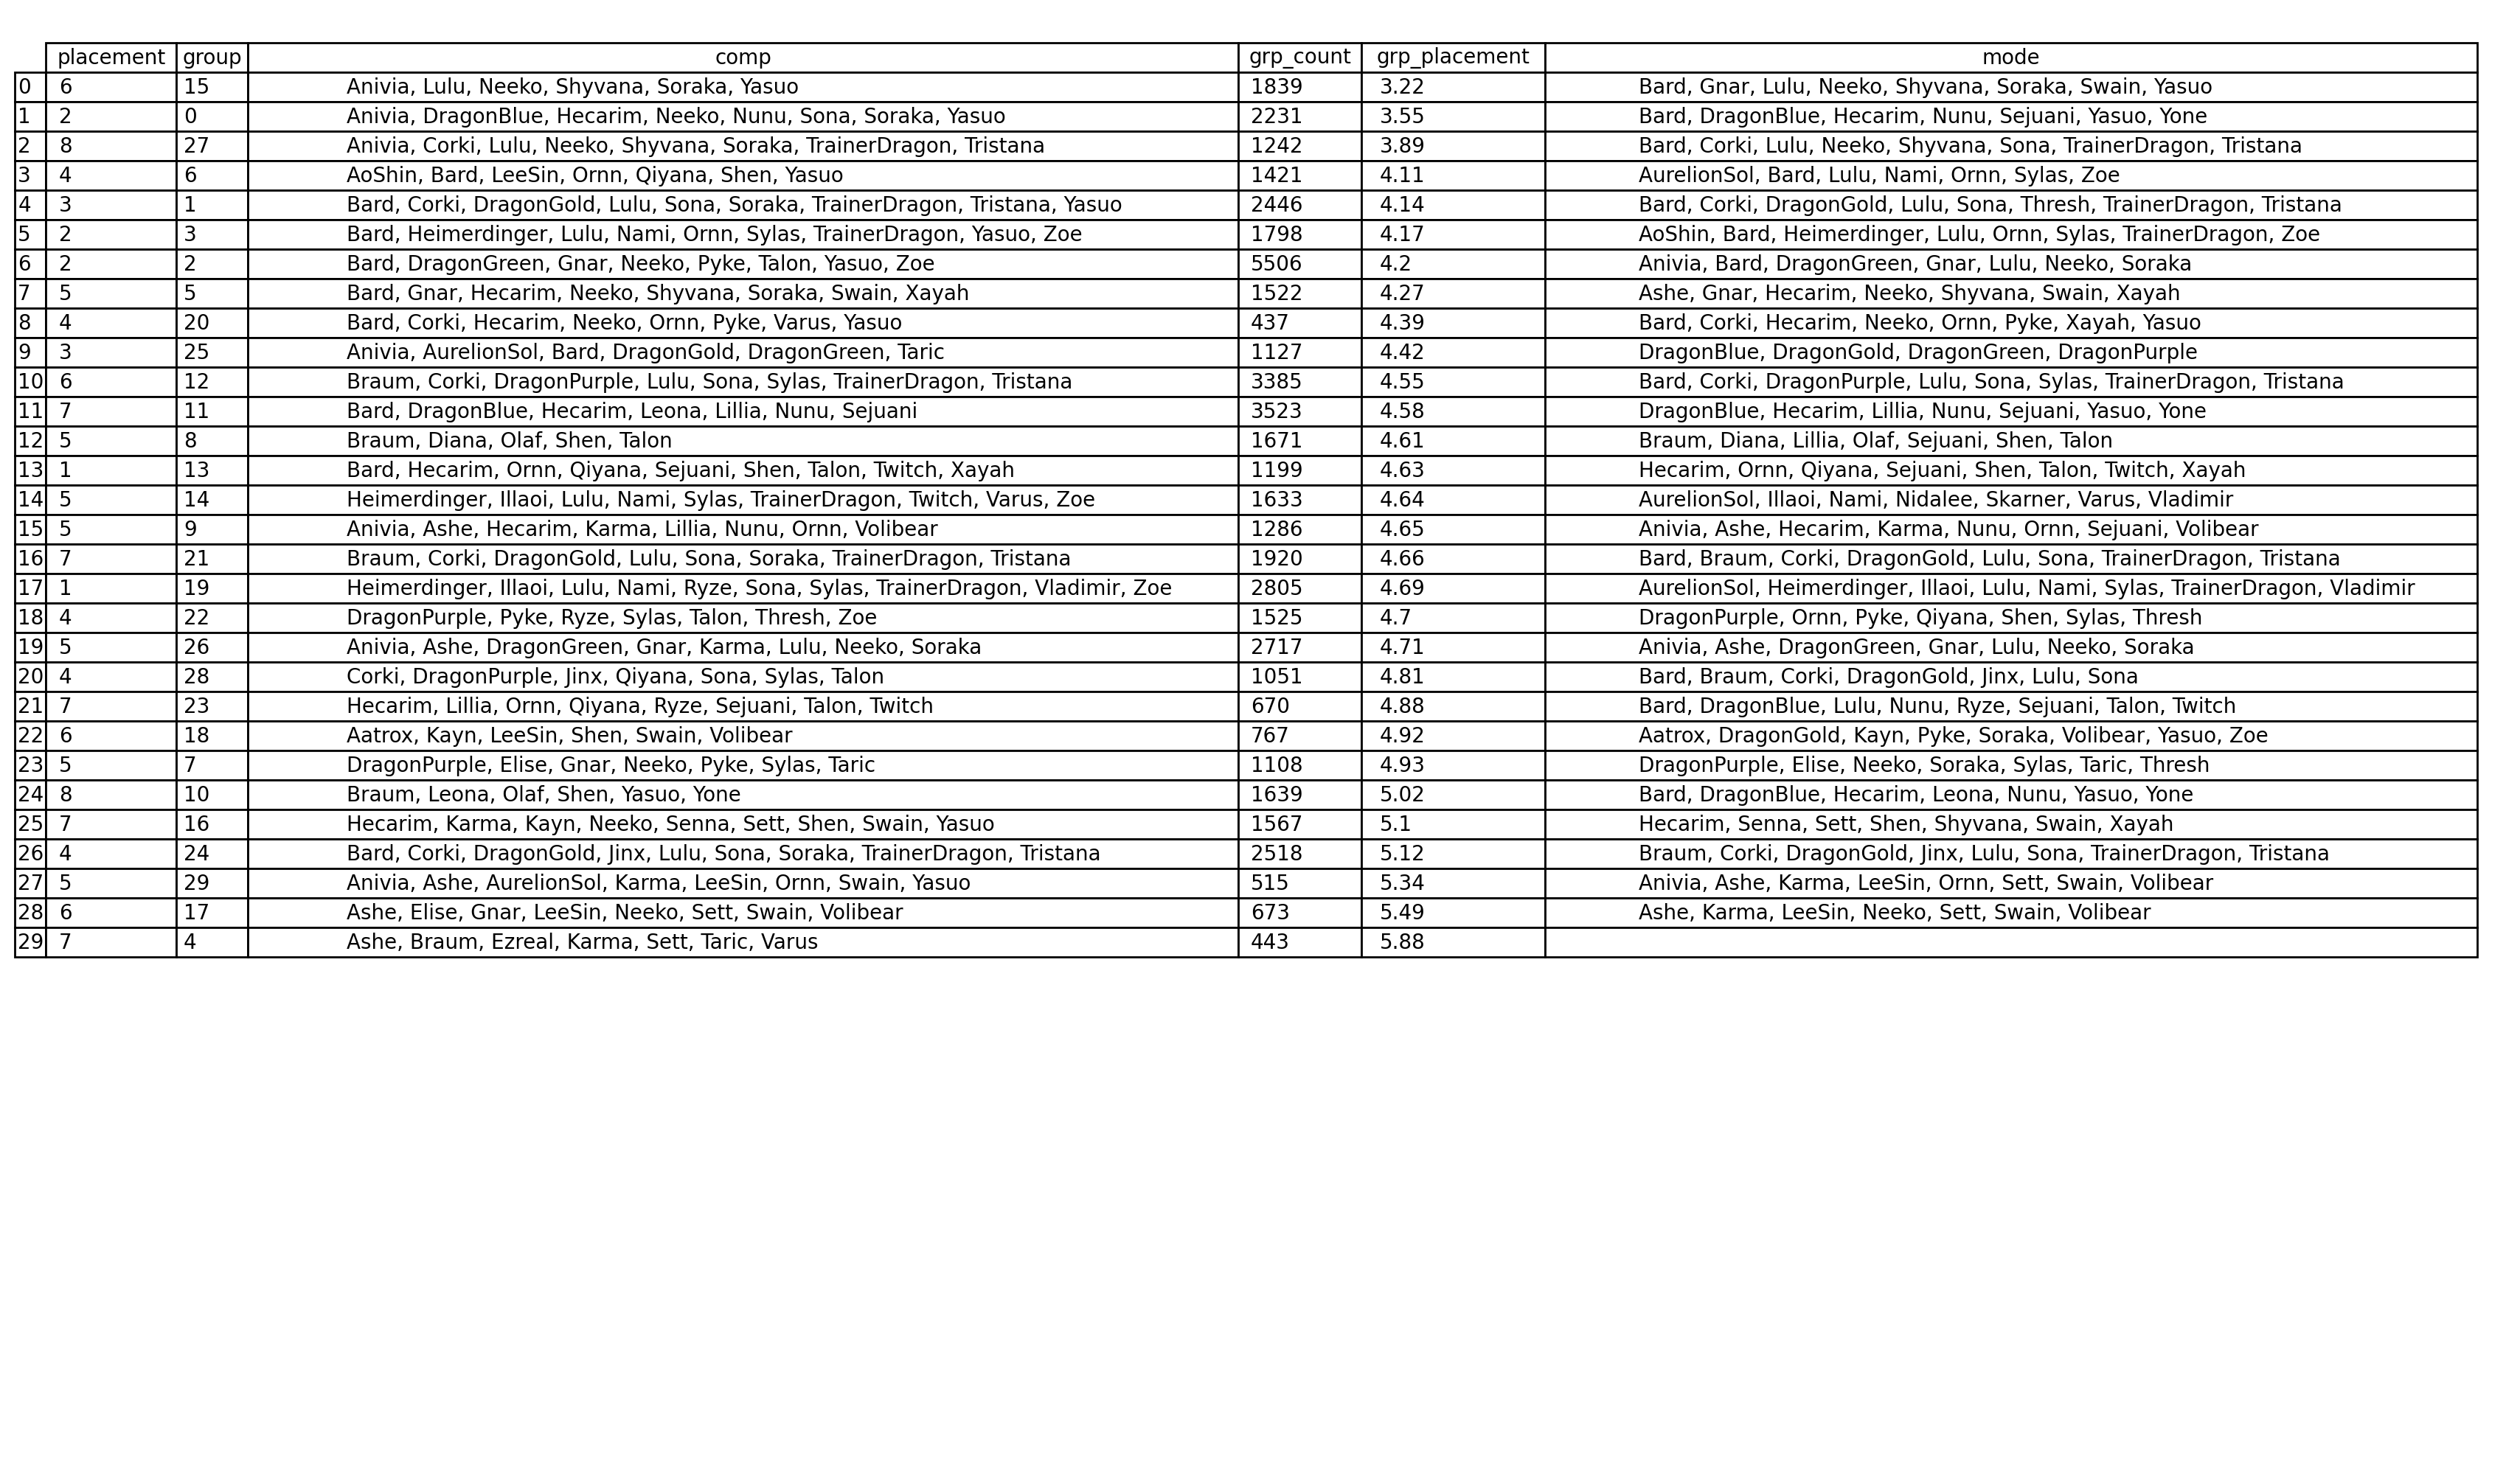 placement group comp grp_count grp_placement mode
0 6 15 Anivia, Lulu, Neeko, Shyvana, Soraka, Yasuo 1839 3.22 Bard, Gnar, Lulu, Neeko, Shyvana, Soraka, Swain, Yasuo
1 2 0 Anivia, DragonBlue, Hecarim, Neeko, Nunu, Sona, Soraka, Yasuo 2231 3.55 Bard, DragonBlue, Hecarim, Nunu, Sejuani, Yasuo, Yone
2 8 27 Anivia, Corki, Lulu, Neeko, Shyvana, Soraka, TrainerDragon, Tristana 1242 3.89 Bard, Corki, Lulu, Neeko, Shyvana, Sona, TrainerDragon, Tristana
3 4 6 AoShin, Bard, LeeSin, Ornn, Qiyana, Shen, Yasuo 1421 4.11 AurelionSol, Bard, Lulu, Nami, Ornn, Sylas, Zoe
4 3 1 Bard, Corki, DragonGold, Lulu, Sona, Soraka, TrainerDragon, Tristana, Yasuo 2446 4.14 Bard, Corki, DragonGold, Lulu, Sona, Thresh, TrainerDragon, Tristana
5 2 3 Bard, Heimerdinger, Lulu, Nami, Ornn, Sylas, TrainerDragon, Yasuo, Zoe 1798 4.17 AoShin, Bard, Heimerdinger, Lulu, Ornn, Sylas, TrainerDragon, Zoe
6 2 2 Bard, DragonGreen, Gnar, Neeko, Pyke, Talon, Yasuo, Zoe 5506 4.2 Anivia, Bard, DragonGreen, Gnar, Lulu, Neeko, Soraka
7 5 5 Bard, Gnar, Hecarim, Neeko, Shyvana, Soraka, Swain, Xayah 1522 4.27 Ashe, Gnar, Hecarim, Neeko, Shyvana, Swain, Xayah
8 4 20 Bard, Corki, Hecarim, Neeko, Ornn, Pyke, Varus, Yasuo 437 4.39 Bard, Corki, Hecarim, Neeko, Ornn, Pyke, Xayah, Yasuo
9 3 25 Anivia, AurelionSol, Bard, DragonGold, DragonGreen, Taric 1127 4.42 DragonBlue, DragonGold, DragonGreen, DragonPurple
10 6 12 Braum, Corki, DragonPurple, Lulu, Sona, Sylas, TrainerDragon, Tristana 3385 4.55 Bard, Corki, DragonPurple, Lulu, Sona, Sylas, TrainerDragon, Tristana
11 7 11 Bard, DragonBlue, Hecarim, Leona, Lillia, Nunu, Sejuani 3523 4.58 DragonBlue, Hecarim, Lillia, Nunu, Sejuani, Yasuo, Yone
12 5 8 Braum, Diana, Olaf, Shen, Talon 1671 4.61 Braum, Diana, Lillia, Olaf, Sejuani, Shen, Talon
13 1 13 Bard, Hecarim, Ornn, Qiyana, Sejuani, Shen, Talon, Twitch, Xayah 1199 4.63 Hecarim, Ornn, Qiyana, Sejuani, Shen, Talon, Twitch, Xayah
14 5 14 Heimerdinger, Illaoi, Lulu, Nami, Sylas, TrainerDragon, Twitch, Varus, Zoe 1633 4.64 AurelionSol, Illaoi, Nami, Nidalee, Skarner, Varus, Vladimir
15 5 9 Anivia, Ashe, Hecarim, Karma, Lillia, Nunu, Ornn, Volibear 1286 4.65 Anivia, Ashe, Hecarim, Karma, Nunu, Ornn, Sejuani, Volibear
16 7 21 Braum, Corki, DragonGold, Lulu, Sona, Soraka, TrainerDragon, Tristana 1920 4.66 Bard, Braum, Corki, DragonGold, Lulu, Sona, TrainerDragon, Tristana
17 1 19 Heimerdinger, Illaoi, Lulu, Nami, Ryze, Sona, Sylas, TrainerDragon, Vladimir, Zoe 2805 4.69 AurelionSol, Heimerdinger, Illaoi, Lulu, Nami, Sylas, TrainerDragon, Vladimir
18 4 22 DragonPurple, Pyke, Ryze, Sylas, Talon, Thresh, Zoe 1525 4.7 DragonPurple, Ornn, Pyke, Qiyana, Shen, Sylas, Thresh
19 5 26 Anivia, Ashe, DragonGreen, Gnar, Karma, Lulu, Neeko, Soraka 2717 4.71 Anivia, Ashe, DragonGreen, Gnar, Lulu, Neeko, Soraka
20 4 28 Corki, DragonPurple, Jinx, Qiyana, Sona, Sylas, Talon 1051 4.81 Bard, Braum, Corki, DragonGold, Jinx, Lulu, Sona
21 7 23 Hecarim, Lillia, Ornn, Qiyana, Ryze, Sejuani, Talon, Twitch 670 4.88 Bard, DragonBlue, Lulu, Nunu, Ryze, Sejuani, Talon, Twitch
22 6 18 Aatrox, Kayn, LeeSin, Shen, Swain, Volibear 767 4.92 Aatrox, DragonGold, Kayn, Pyke, Soraka, Volibear, Yasuo, Zoe
23 5 7 DragonPurple, Elise, Gnar, Neeko, Pyke, Sylas, Taric 1108 4.93 DragonPurple, Elise, Neeko, Soraka, Sylas, Taric, Thresh
24 8 10 Braum, Leona, Olaf, Shen, Yasuo, Yone 1639 5.02 Bard, DragonBlue, Hecarim, Leona, Nunu, Yasuo, Yone
25 7 16 Hecarim, Karma, Kayn, Neeko, Senna, Sett, Shen, Swain, Yasuo 1567 5.1 Hecarim, Senna, Sett, Shen, Shyvana, Swain, Xayah
26 4 24 Bard, Corki, DragonGold, Jinx, Lulu, Sona, Soraka, TrainerDragon, Tristana 2518 5.12 Braum, Corki, DragonGold, Jinx, Lulu, Sona, TrainerDragon, Tristana
27 5 29 Anivia, Ashe, AurelionSol, Karma, LeeSin, Ornn, Swain, Yasuo 515 5.34 Anivia, Ashe, Karma, LeeSin, Ornn, Sett, Swain, Volibear
28 6 17 Ashe, Elise, Gnar, LeeSin, Neeko, Sett, Swain, Volibear 673 5.49 Ashe, Karma, LeeSin, Neeko, Sett, Swain, Volibear
29 7 4 Ashe, Braum, Ezreal, Karma, Sett, Taric, Varus 443 5.88